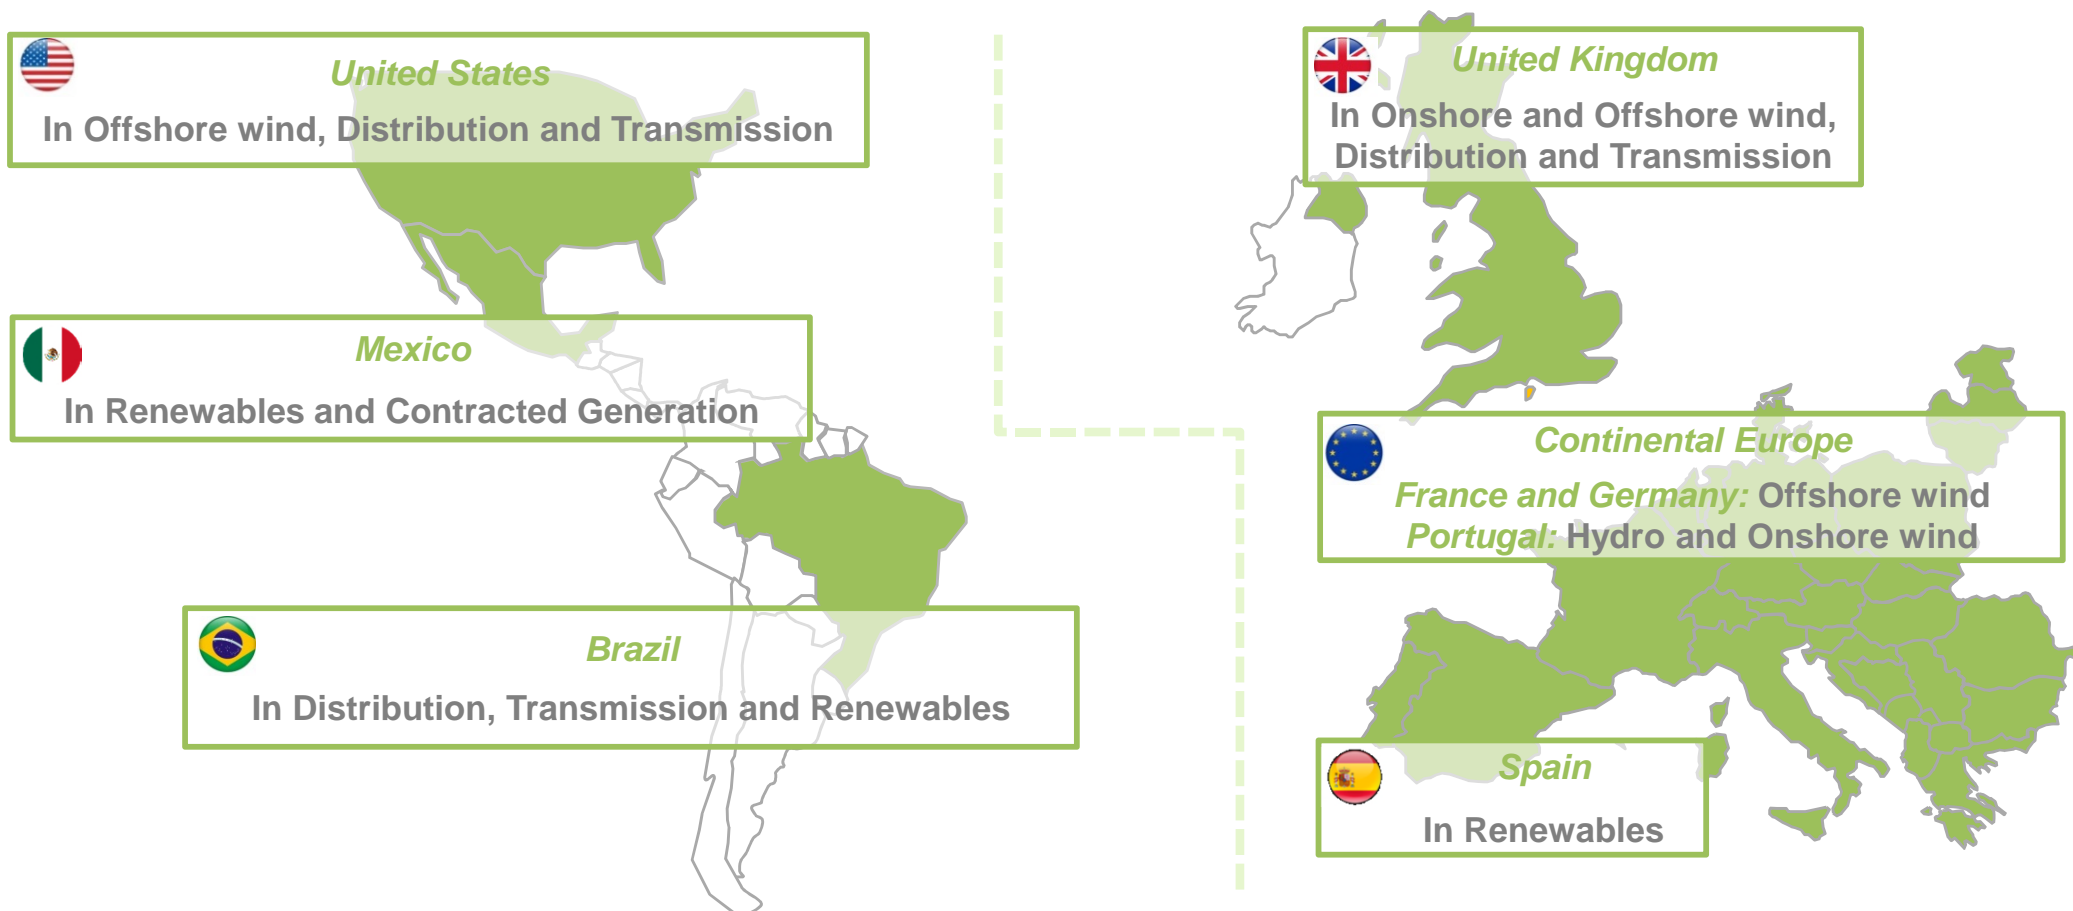 United States
In Offshore wind, Distribution and Transmission
Mexico
In Renewables and Contracted Generation
Brazil
In Distribution, Transmission and Renewables
United Kingdom
In Onshore and Offshore wind,
Distribution and Transmission
Continental Europe
France and Germany: Offshore wind
Portugal: Hydro and Onshore wind
Spain
In Renewables